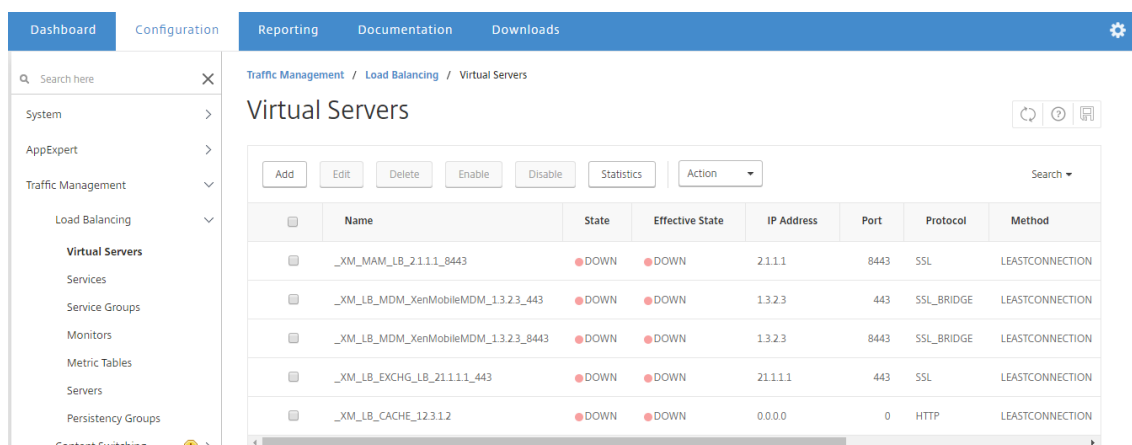 Dashboard Configuration Reporting Documentation Downloads
Search here
System
AppExpert
Traffic Management
Load Balancing
Virtual Servers
Services
Service Groups
Monitors
Metric Tables
Servers
Persistency Groups
Content Switching
Traffic Management / Load Balancing / Virtual Servers
Virtual Servers
Add Edit Delete Enable Disable Statistics Action Search
Name State Effective State IP Address Port Protocol Method
_XM_MAM_LB_2.1.1.1_8443 DOWN DOWN 2.1.1.1 8443 SSL LEASTCONNECTION
_XM_LB_MDM_XenMobileMDM_1.3.2.3_443 DOWN DOWN 1.3.2.3 443 SSL_BRIDGE LEASTCONNECTION
_XM_LB_MDM_XenMobileMDM_1.3.2.3_8443 DOWN DOWN 1.3.2.3 8443 SSL_BRIDGE LEASTCONNECTION
_XM_LB_EXCHG_LB_21.1.1.1_443 DOWN DOWN 21.1.1.1 443 SSL LEASTCONNECTION
_XM_LB_CACHE_12.3.1.2 DOWN DOWN 0.0.0.0 0 HTTP LEASTCONNECTION